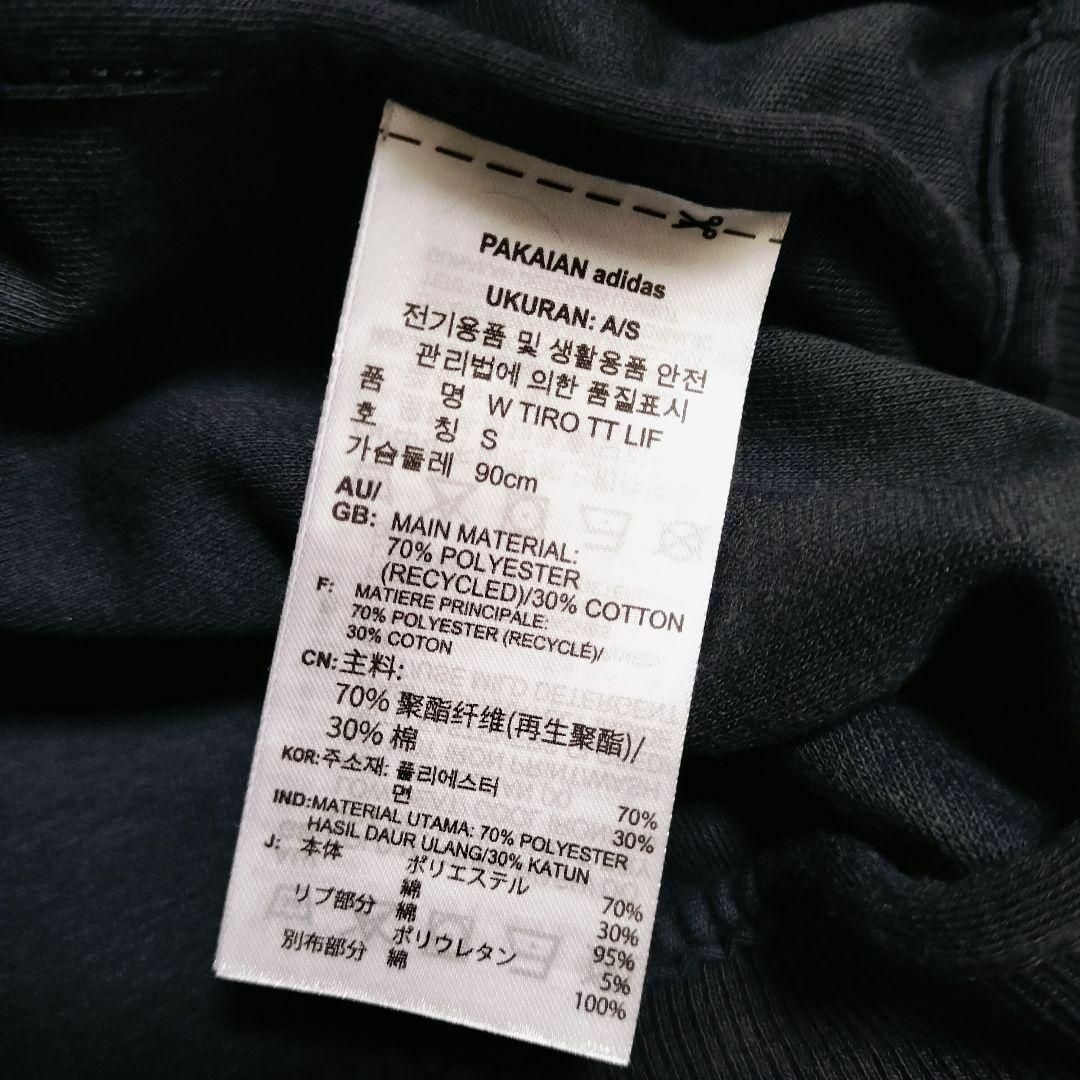 PAKAIAN adidas
UKURAN: A/S
전기용품 및 생활용품 안전
관리법에 의한 품질표시
품 명 W TIRO TT LIF
호 칭 S
가슴둘레 90cm
AU/
GB: MAIN MATERIAL:
70% POLYESTER
(RECYCLED)/30% COTTON
F: MATIERE PRINCIPALE:
70% POLYESTER (RECYCLÉ)/
30% COTON
CN:主料:
70% 聚酯纤维(再生聚酯)/
30% 棉
KOR:주소재: 폴리에스터 70%
면 30%
IND:MATERIAL UTAMA: 70% POLYESTER
HASIL DAUR ULANG/30% KATUN
J: 本体 ポリエステル 70%
綿 30%
リブ部分 綿 95%
ポリウレタン 5%
別布部分 綿 100%